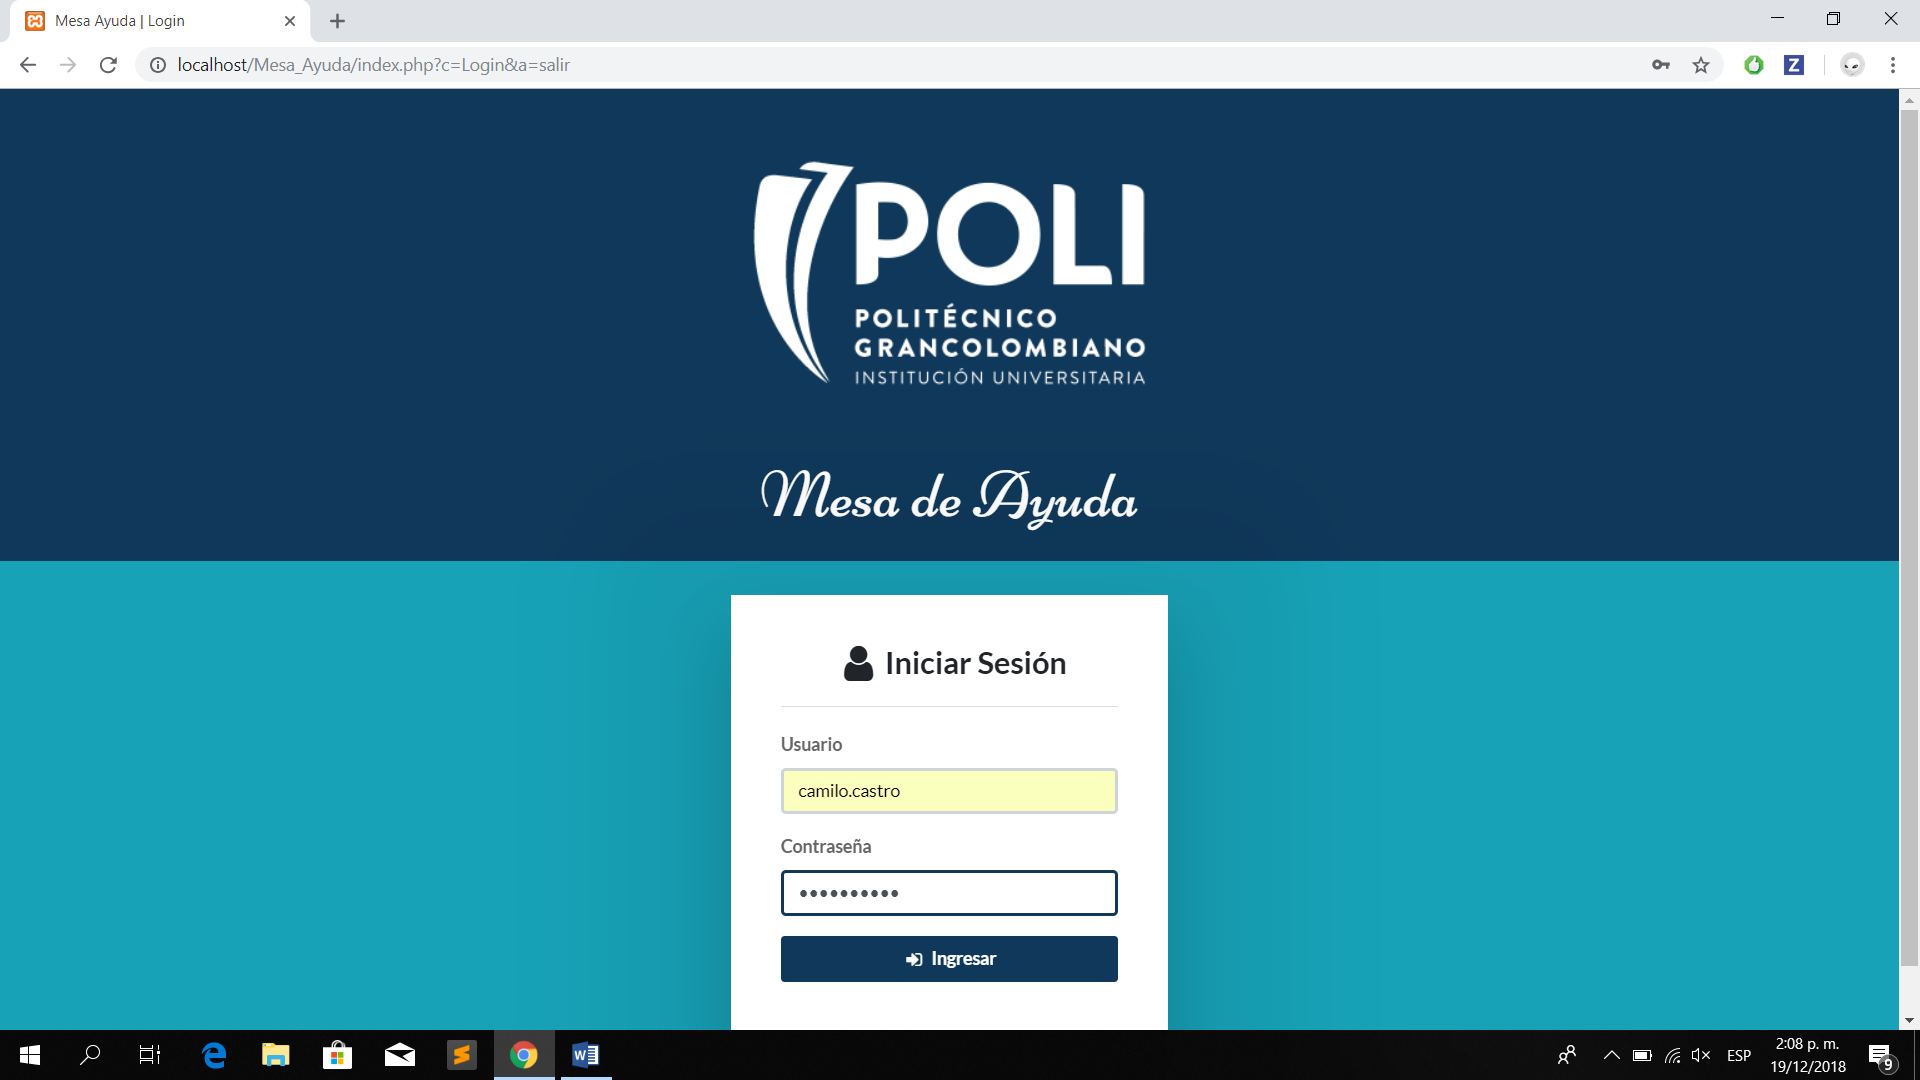 Mesa Ayuda | Login
localhost/Mesa_Ayuda/index.php?c=Login&a=salir
Z
POLI
POLITÉCNICO
GRANCOLOMBIANO
INSTITUCIÓN UNIVERSITARIA
Mesa de Ayuda
Iniciar Sesión
Usuario
camilo.castro
Contraseña
Ingresar
ESP
2:08 p. m.
19/12/2018
9